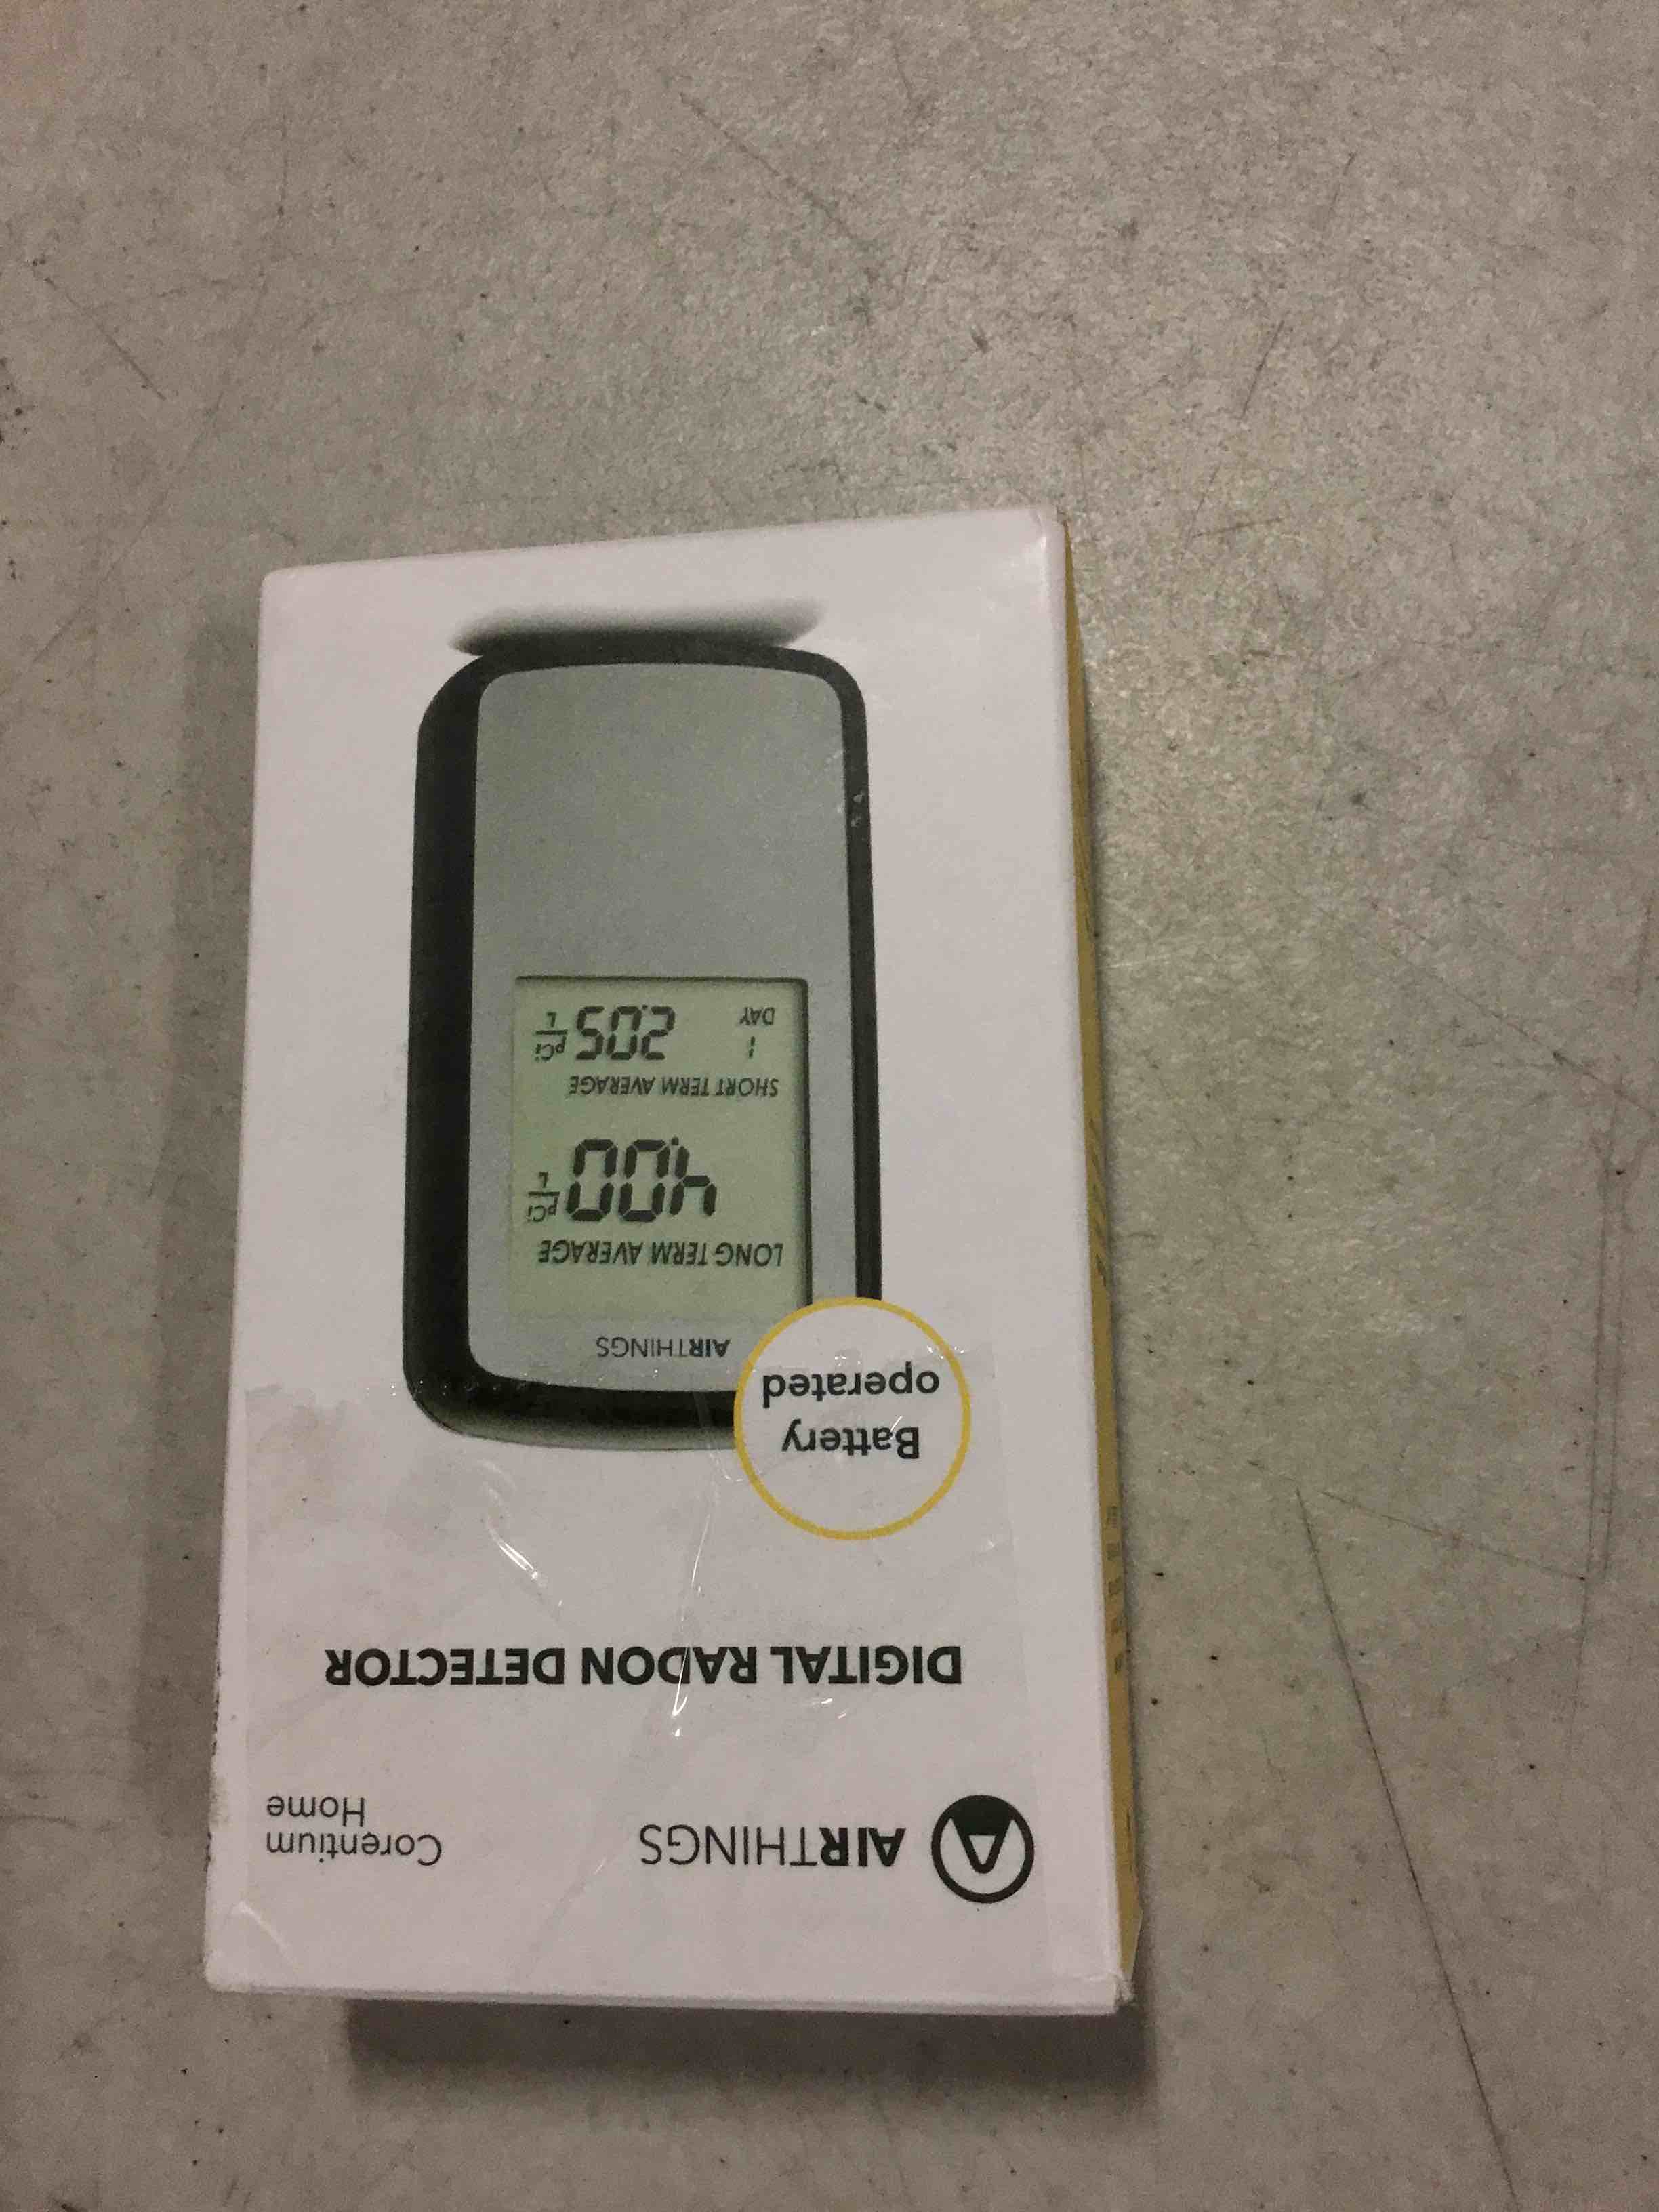 AIRTHINGS
Corentium
Home
DIGITAL RADON DETECTOR
Battery
operated
AIRTHINGS
LONG TERM AVERAGE
4.00 pCi/L
SHORT TERM AVERAGE
1 DAY 2.05 pCi/L